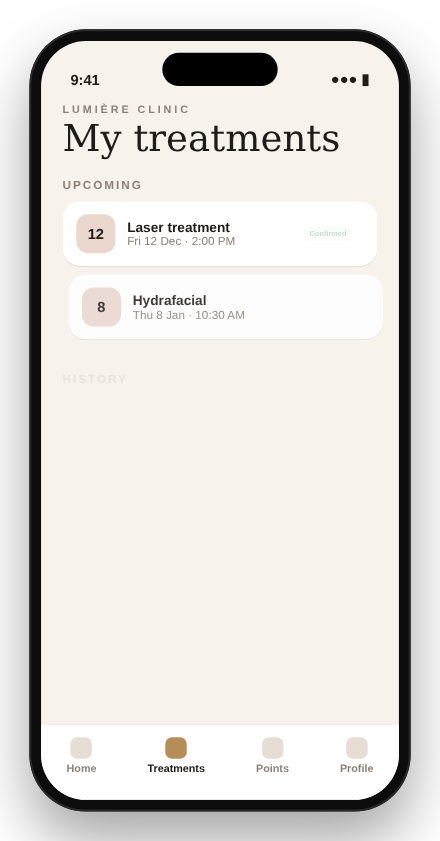 9:41
LUMIÈRE CLINIC
My treatments
UPCOMING
12
Laser treatment
Fri 12 Dec · 2:00 PM
Confirmed
8
Hydrafacial
Thu 8 Jan · 10:30 AM
HISTORY
Home
Treatments
Points
Profile